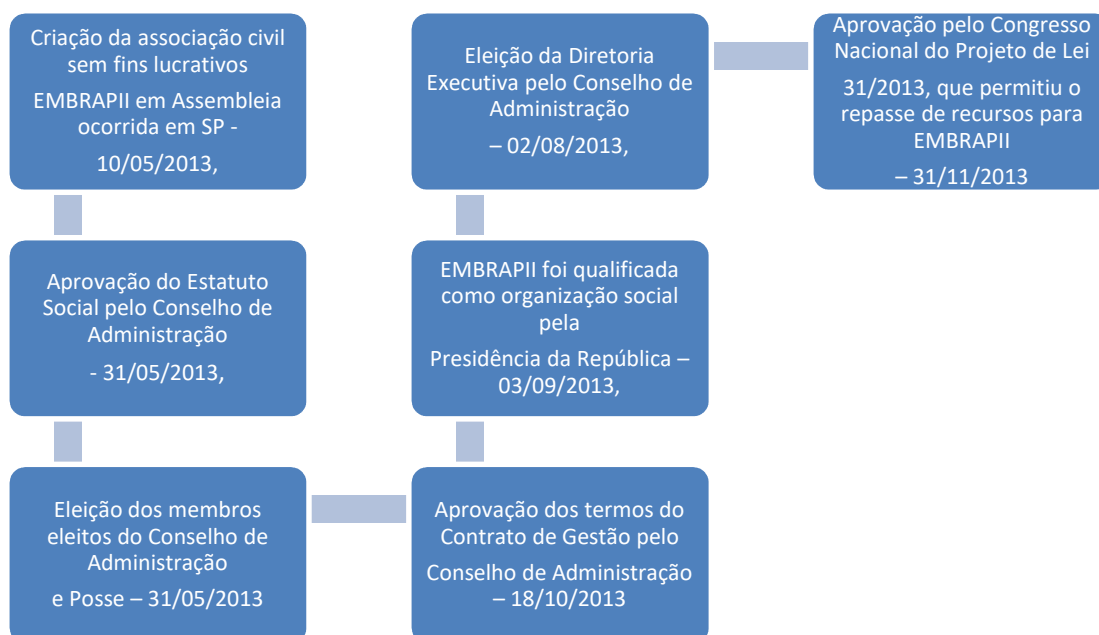 Criação da associação civil
sem fins lucrativos
EMBRAPII em Assembleia
ocorrida em SP -
10/05/2013,
Aprovação do Estatuto
Social pelo Conselho de
Administração
- 31/05/2013,
Eleição dos membros
eleitos do Conselho de
Administração
e Posse – 31/05/2013
Aprovação dos termos do
Contrato de Gestão pelo
Conselho de Administração
– 18/10/2013
EMBRAPII foi qualificada
como organização social
pela
Presidência da República –
03/09/2013,
Eleição da Diretoria
Executiva pelo Conselho de
Administração
– 02/08/2013,
Aprovação pelo Congresso
Nacional do Projeto de Lei
31/2013, que permitiu o
repasse de recursos para
EMBRAPII
– 31/11/2013